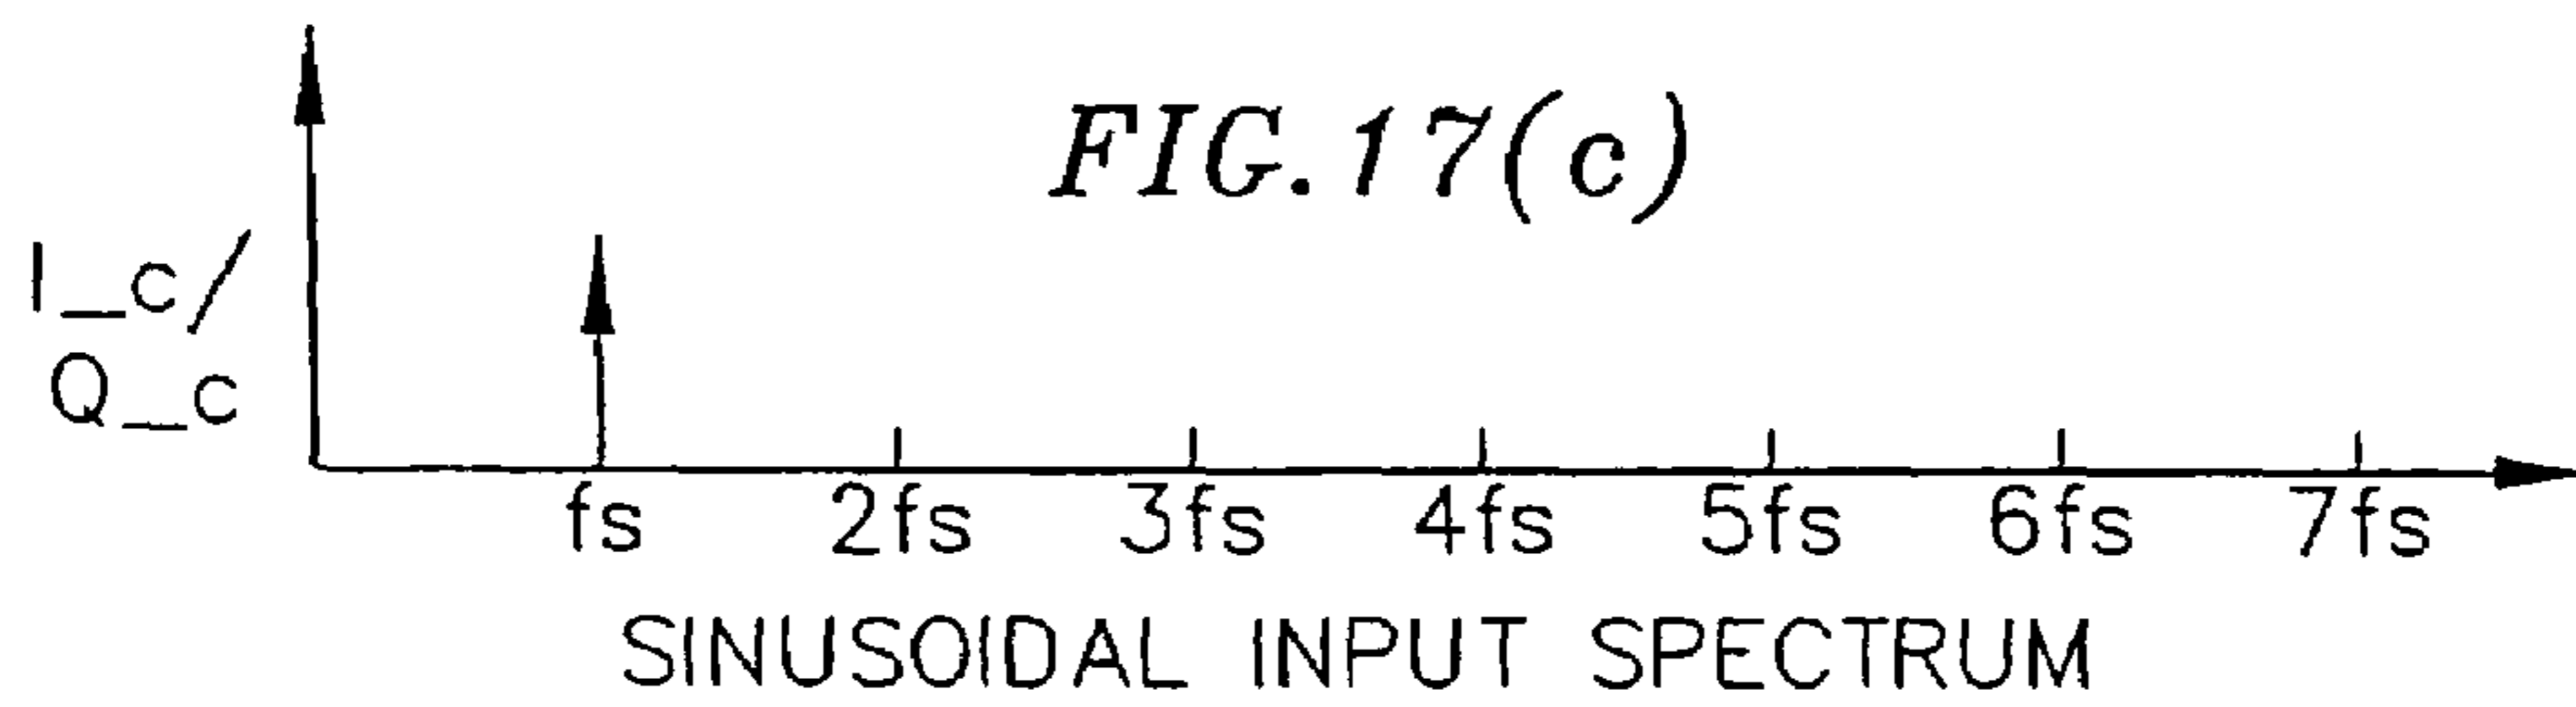 FIG.17(c)
I_c/
Q_c
fs 2fs 3fs 4fs 5fs 6fs 7fs
SINUSOIDAL INPUT SPECTRUM